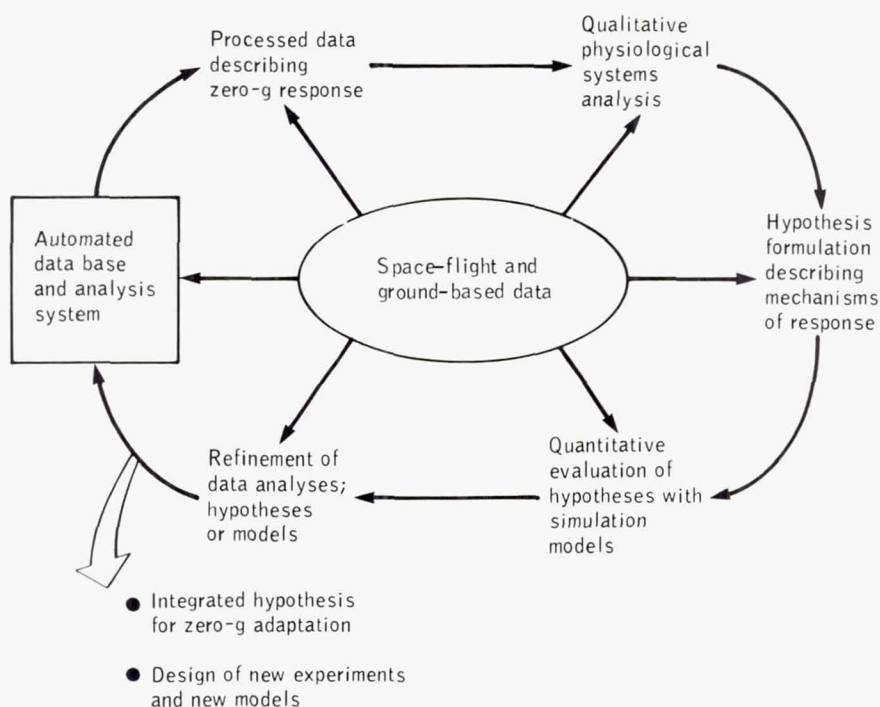 Processed data
describing
zero-g response
Qualitative
physiological
systems
analysis
Automated
data base
and analysis
system
Space-flight and
ground-based data
Hypothesis
formulation
describing
mechanisms
of response
Refinement of
data analyses;
hypotheses
or models
Quantitative
evaluation of
hypotheses with
simulation
models
● Integrated hypothesis
for zero-g adaptation
● Design of new experiments
and new models